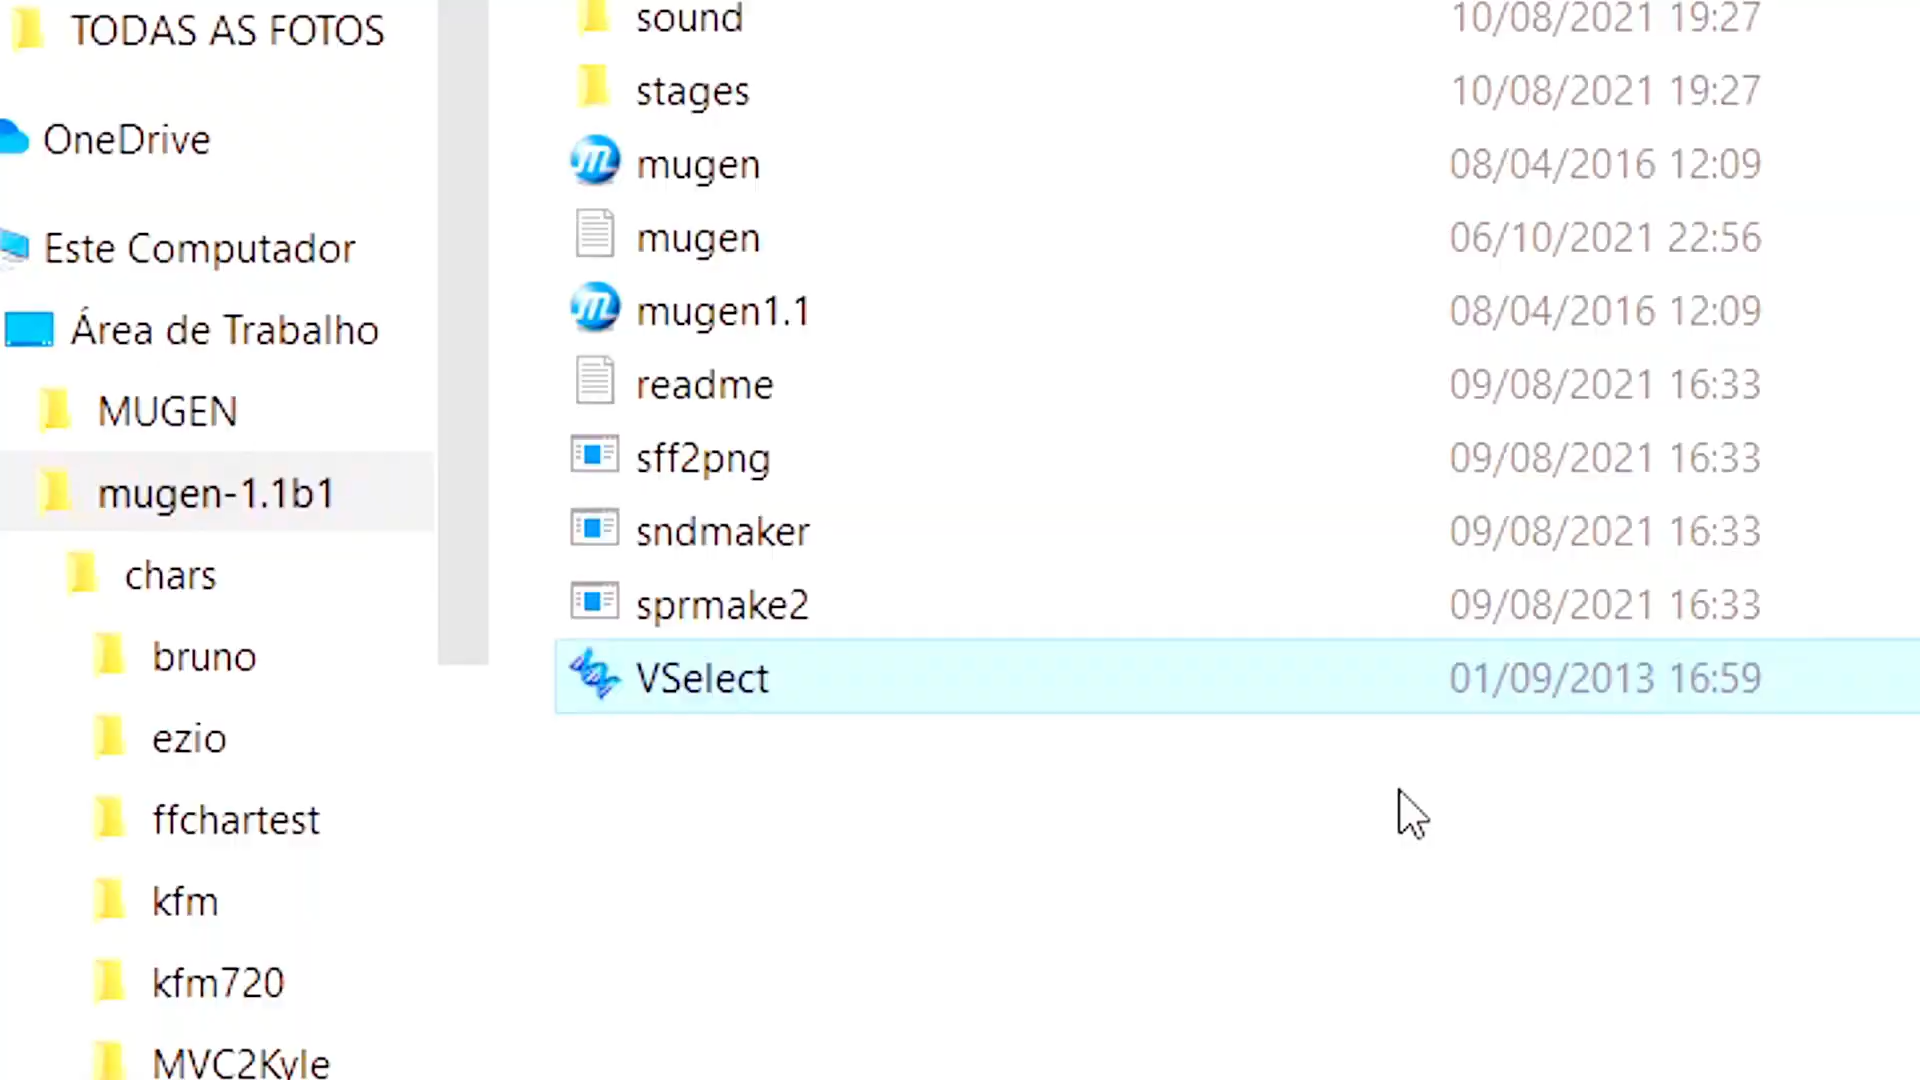 TODAS AS FOTOS
OneDrive
Este Computador
Área de Trabalho
MUGEN
mugen-1.1b1
chars
bruno
ezio
ffchartest
kfm
kfm720
MVC2Kyle
sound 10/08/2021 19:27
stages 10/08/2021 19:27
mugen 08/04/2016 12:09
mugen 06/10/2021 22:56
mugen1.1 08/04/2016 12:09
readme 09/08/2021 16:33
sff2png 09/08/2021 16:33
sndmaker 09/08/2021 16:33
sprmake2 09/08/2021 16:33
VSelect 01/09/2013 16:59